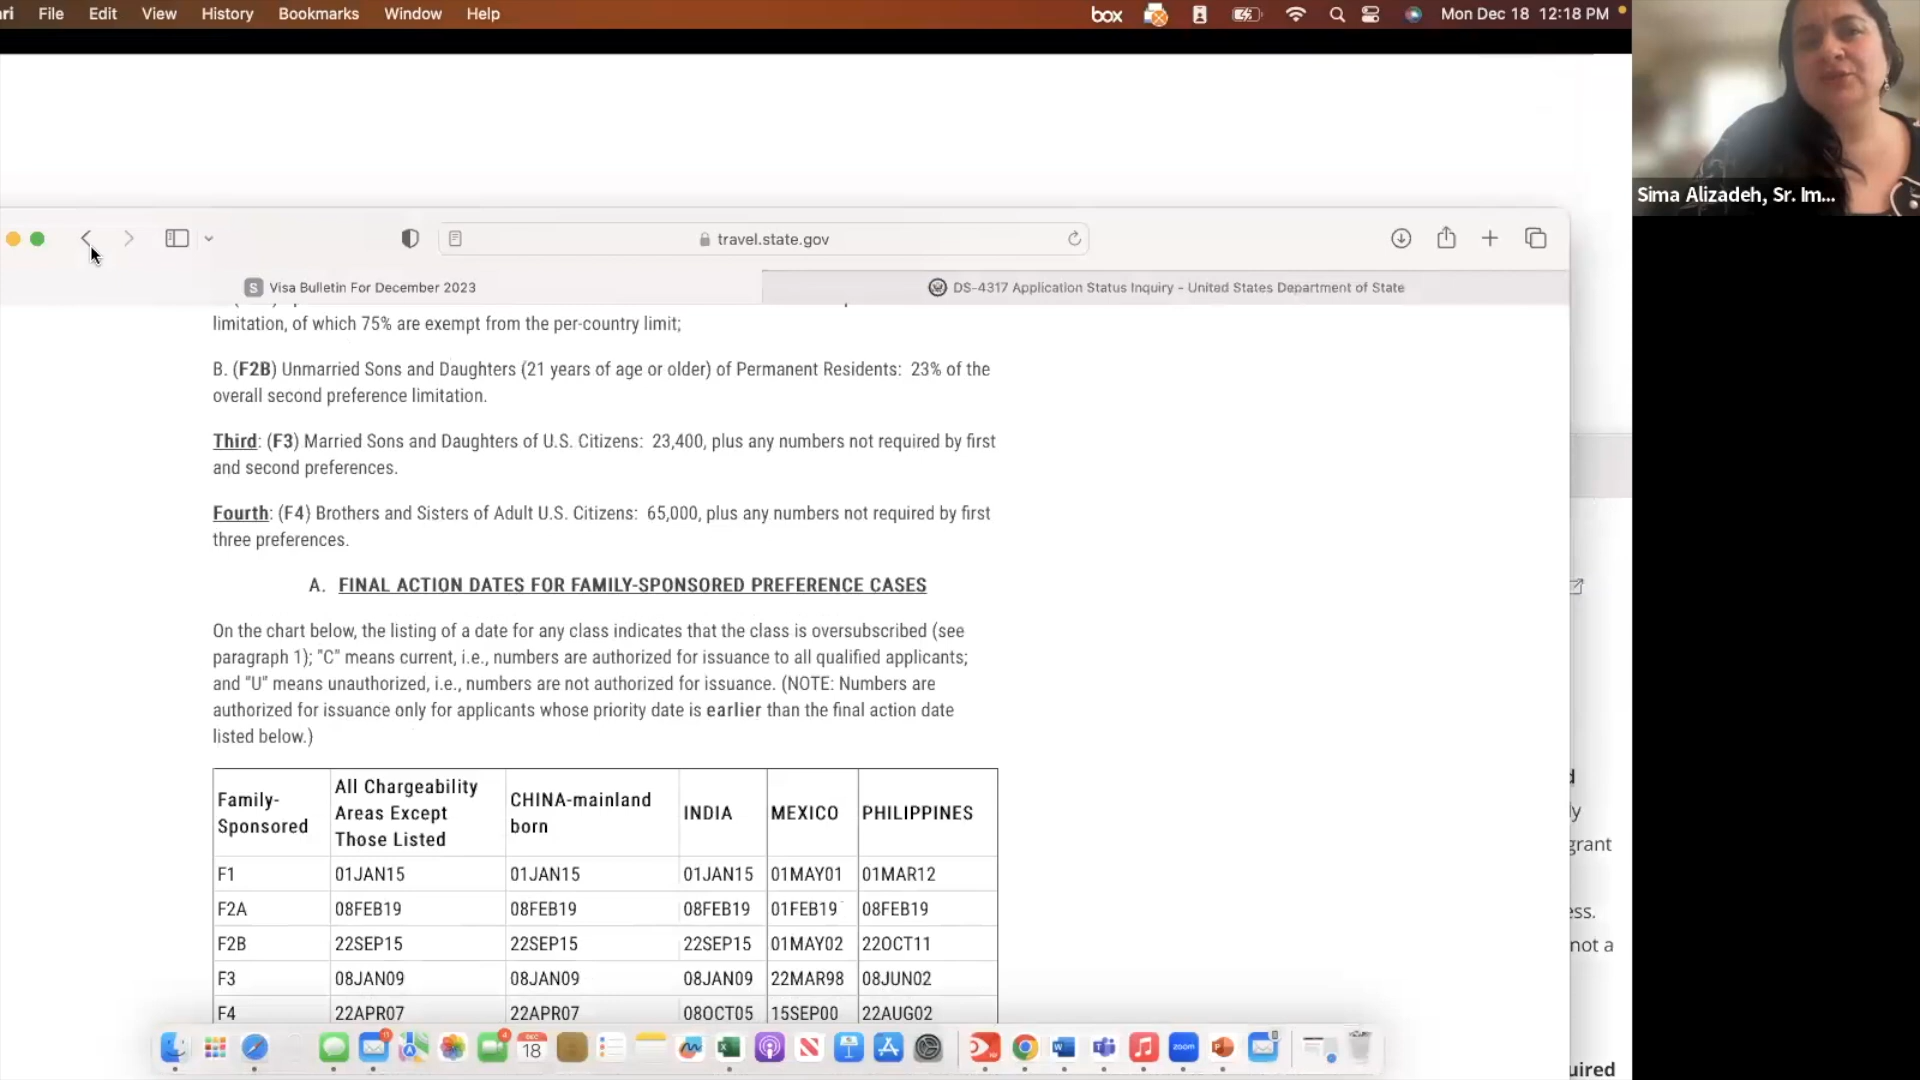 ri File Edit View History Bookmarks Window Help
box Mon Dec 18 12:18 PM
Sima Alizadeh, Sr. Im...
travel.state.gov
S Visa Bulletin For December 2023
DS-4317 Application Status Inquiry - United States Department of State
limitation, of which 75% are exempt from the per-country limit;
B. (F2B) Unmarried Sons and Daughters (21 years of age or older) of Permanent Residents: 23% of the
overall second preference limitation.
Third: (F3) Married Sons and Daughters of U.S. Citizens: 23,400, plus any numbers not required by first
and second preferences.
Fourth: (F4) Brothers and Sisters of Adult U.S. Citizens: 65,000, plus any numbers not required by first
three preferences.
A. FINAL ACTION DATES FOR FAMILY-SPONSORED PREFERENCE CASES
On the chart below, the listing of a date for any class indicates that the class is oversubscribed (see
paragraph 1); "C" means current, i.e., numbers are authorized for issuance to all qualified applicants;
and "U" means unauthorized, i.e., numbers are not authorized for issuance. (NOTE: Numbers are
authorized for issuance only for applicants whose priority date is earlier than the final action date
listed below.)
Family-Sponsored All Chargeability Areas Except Those Listed CHINA-mainland born INDIA MEXICO PHILIPPINES
F1 01JAN15 01JAN15 01JAN15 01MAY01 01MAR12
F2A 08FEB19 08FEB19 08FEB19 01FEB19 08FEB19
F2B 22SEP15 22SEP15 22SEP15 01MAY02 22OCT11
F3 08JAN09 08JAN09 08JAN09 22MAR98 08JUN02
F4 22APR07 22APR07 08OCT05 15SEP00 22AUG02
d
ly
grant
ess.
not a
uired
DEC
18
zoom